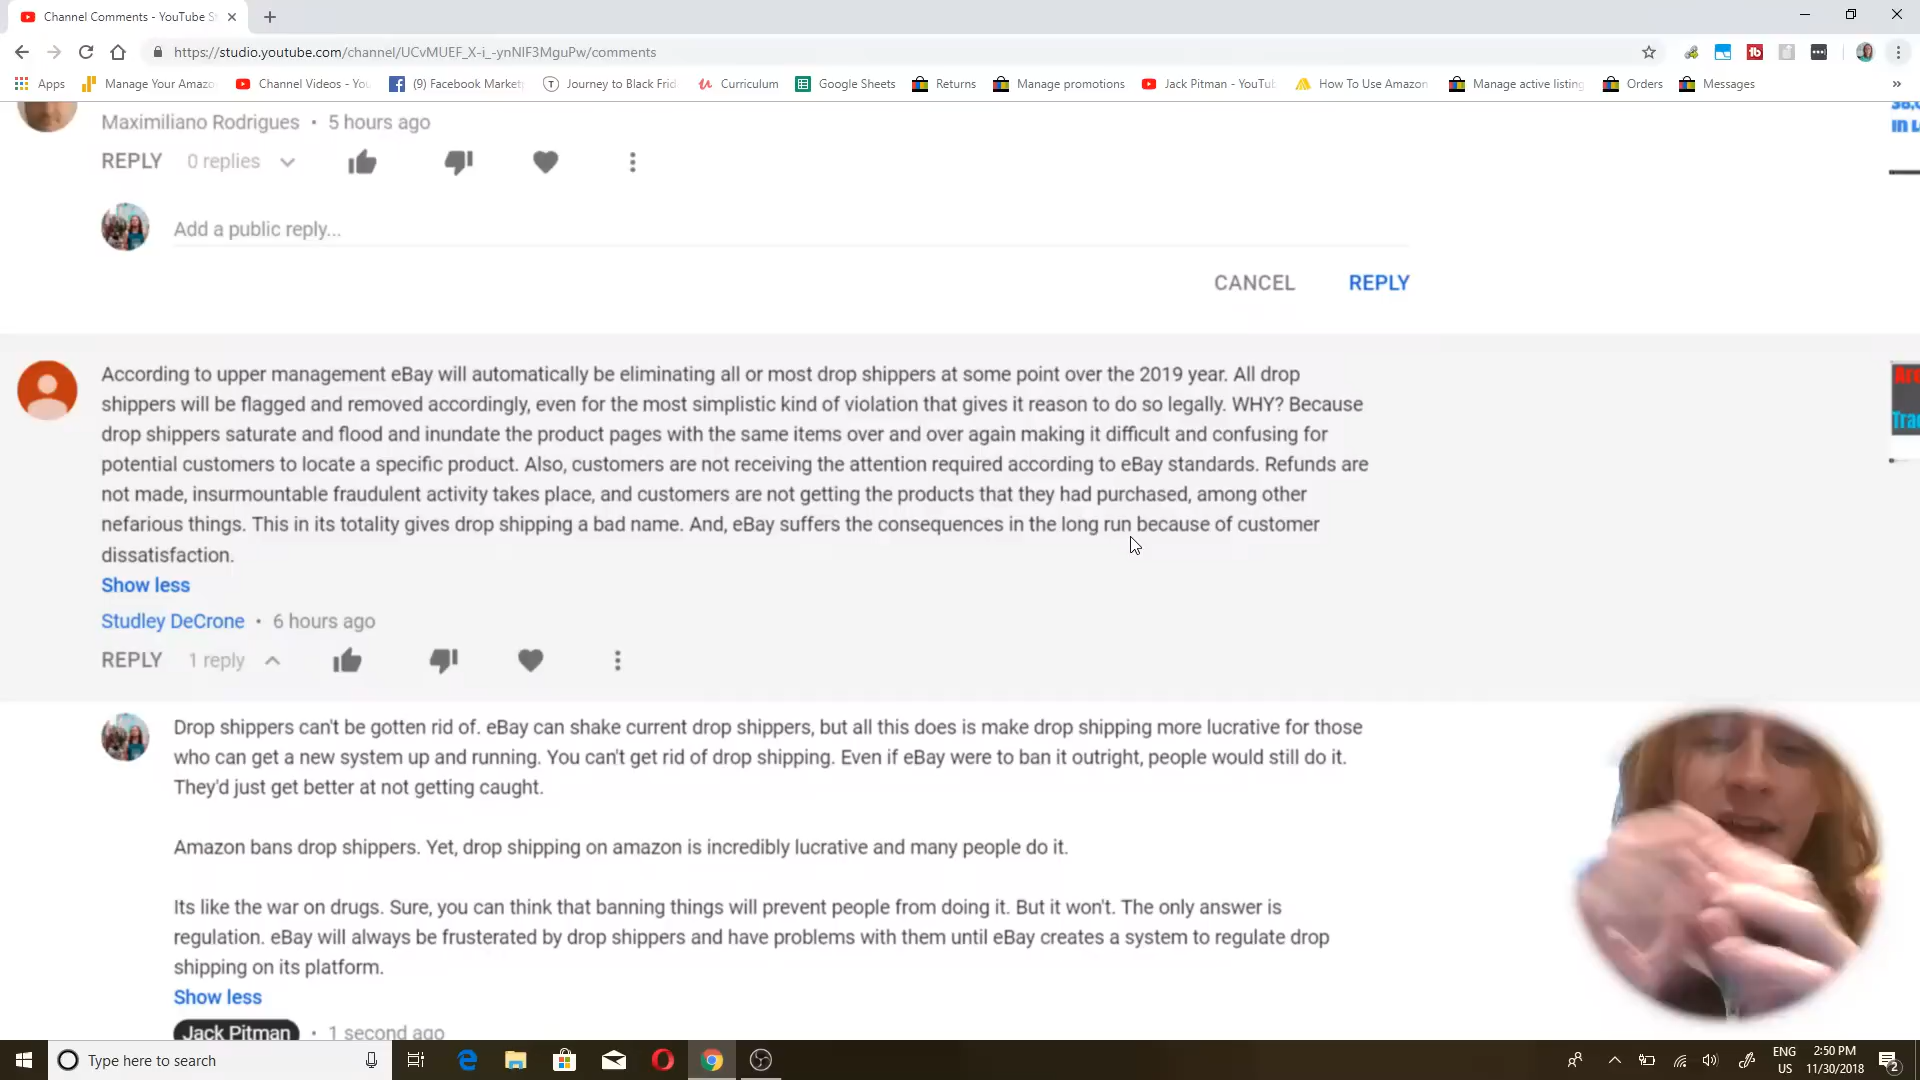 Channel Comments - YouTube S
https://studio.youtube.com/channel/UCvMUEF_X-i_-ynNIF3MguPw/comments
Apps Manage Your Amazo Channel Videos - You (9) Facebook Market Journey to Black Frid Curriculum Google Sheets Returns Manage promotions Jack Pitman - YouTub How To Use Amazon Manage active listing Orders Messages »
Maximiliano Rodrigues • 5 hours ago
IN L
REPLY 0 replies
Add a public reply...
CANCEL REPLY
According to upper management eBay will automatically be eliminating all or most drop shippers at some point over the 2019 year. All drop
shippers will be flagged and removed accordingly, even for the most simplistic kind of violation that gives it reason to do so legally. WHY? Because
drop shippers saturate and flood and inundate the product pages with the same items over and over again making it difficult and confusing for
potential customers to locate a specific product. Also, customers are not receiving the attention required according to eBay standards. Refunds are
not made, insurmountable fraudulent activity takes place, and customers are not getting the products that they had purchased, among other
nefarious things. This in its totality gives drop shipping a bad name. And, eBay suffers the consequences in the long run because of customer
dissatisfaction.
Show less
Studley DeCrone • 6 hours ago
REPLY 1 reply
Drop shippers can't be gotten rid of. eBay can shake current drop shippers, but all this does is make drop shipping more lucrative for those
who can get a new system up and running. You can't get rid of drop shipping. Even if eBay were to ban it outright, people would still do it.
They'd just get better at not getting caught.
Amazon bans drop shippers. Yet, drop shipping on amazon is incredibly lucrative and many people do it.
Its like the war on drugs. Sure, you can think that banning things will prevent people from doing it. But it won't. The only answer is
regulation. eBay will always be frusterated by drop shippers and have problems with them until eBay creates a system to regulate drop
shipping on its platform.
Show less
Jack Pitman • 1 second ago
Type here to search
ENG
US
2:50 PM
11/30/2018
2